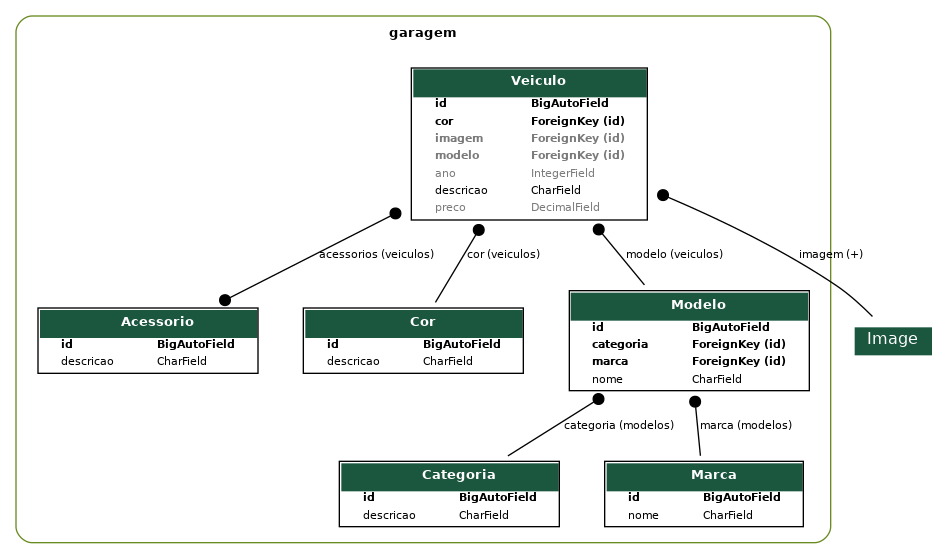 garagem
Veiculo
id BigAutoField
cor ForeignKey (id)
imagem ForeignKey (id)
modelo ForeignKey (id)
ano IntegerField
descricao CharField
preco DecimalField
acessorios (veiculos) cor (veiculos) modelo (veiculos) imagem (+)
Acessorio
id BigAutoField
descricao CharField
Cor
id BigAutoField
descricao CharField
Modelo
id BigAutoField
categoria ForeignKey (id)
marca ForeignKey (id)
nome CharField
Image
categoria (modelos) marca (modelos)
Categoria
id BigAutoField
descricao CharField
Marca
id BigAutoField
nome CharField